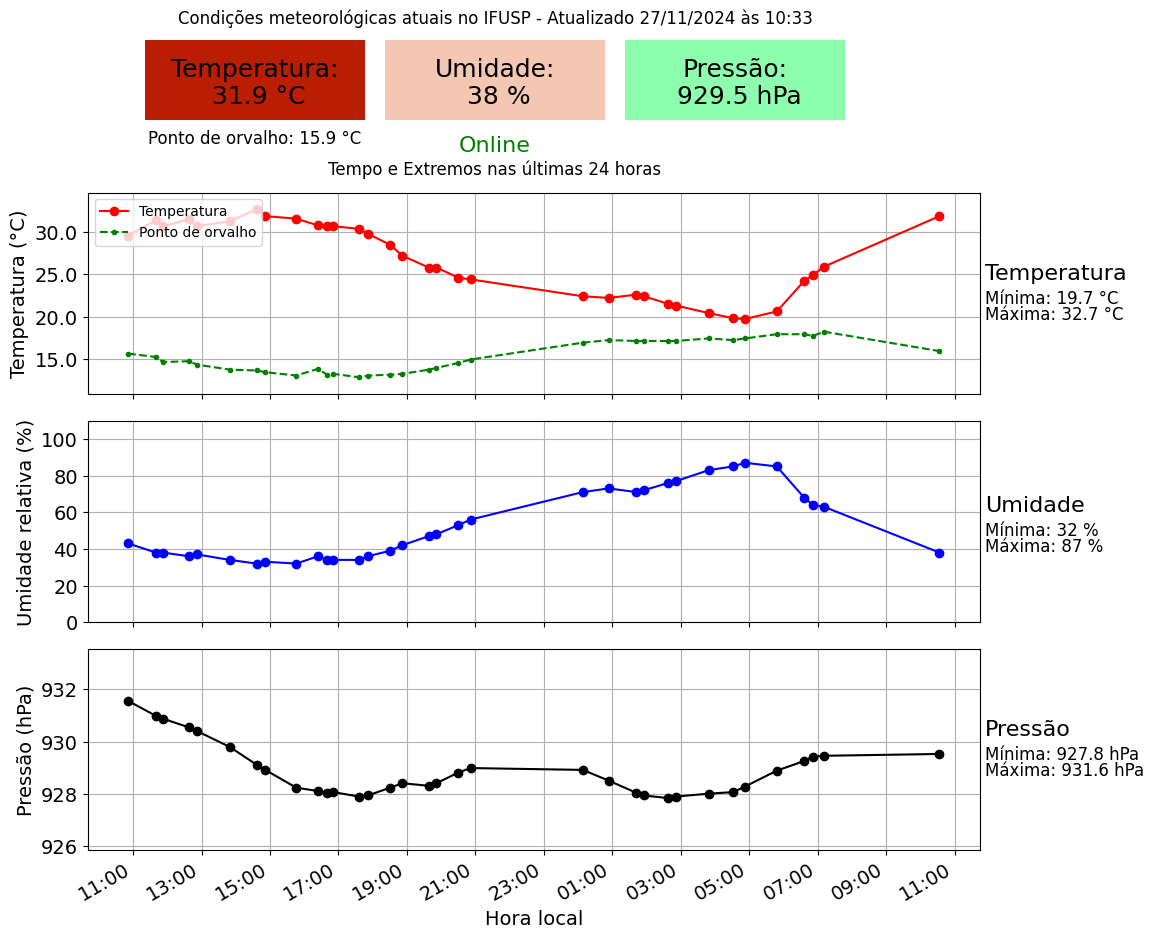 Condições meteorológicas atuais no IFUSP - Atualizado 27/11/2024 às 10:33
Temperatura:
31.9 °C
Umidade:
38 %
Pressão:
929.5 hPa
Ponto de orvalho: 15.9 °C
Online
Tempo e Extremos nas últimas 24 horas
Temperatura (°C)
30.0
25.0
20.0
15.0
Temperatura
Ponto de orvalho
Temperatura
Mínima: 19.7 °C
Máxima: 32.7 °C
Umidade relativa (%)
100
80
60
40
20
0
Umidade
Mínima: 32 %
Máxima: 87 %
Pressão (hPa)
932
930
928
926
Pressão
Mínima: 927.8 hPa
Máxima: 931.6 hPa
11:00
13:00
15:00
17:00
19:00
21:00
23:00
01:00
03:00
05:00
07:00
09:00
11:00
Hora local